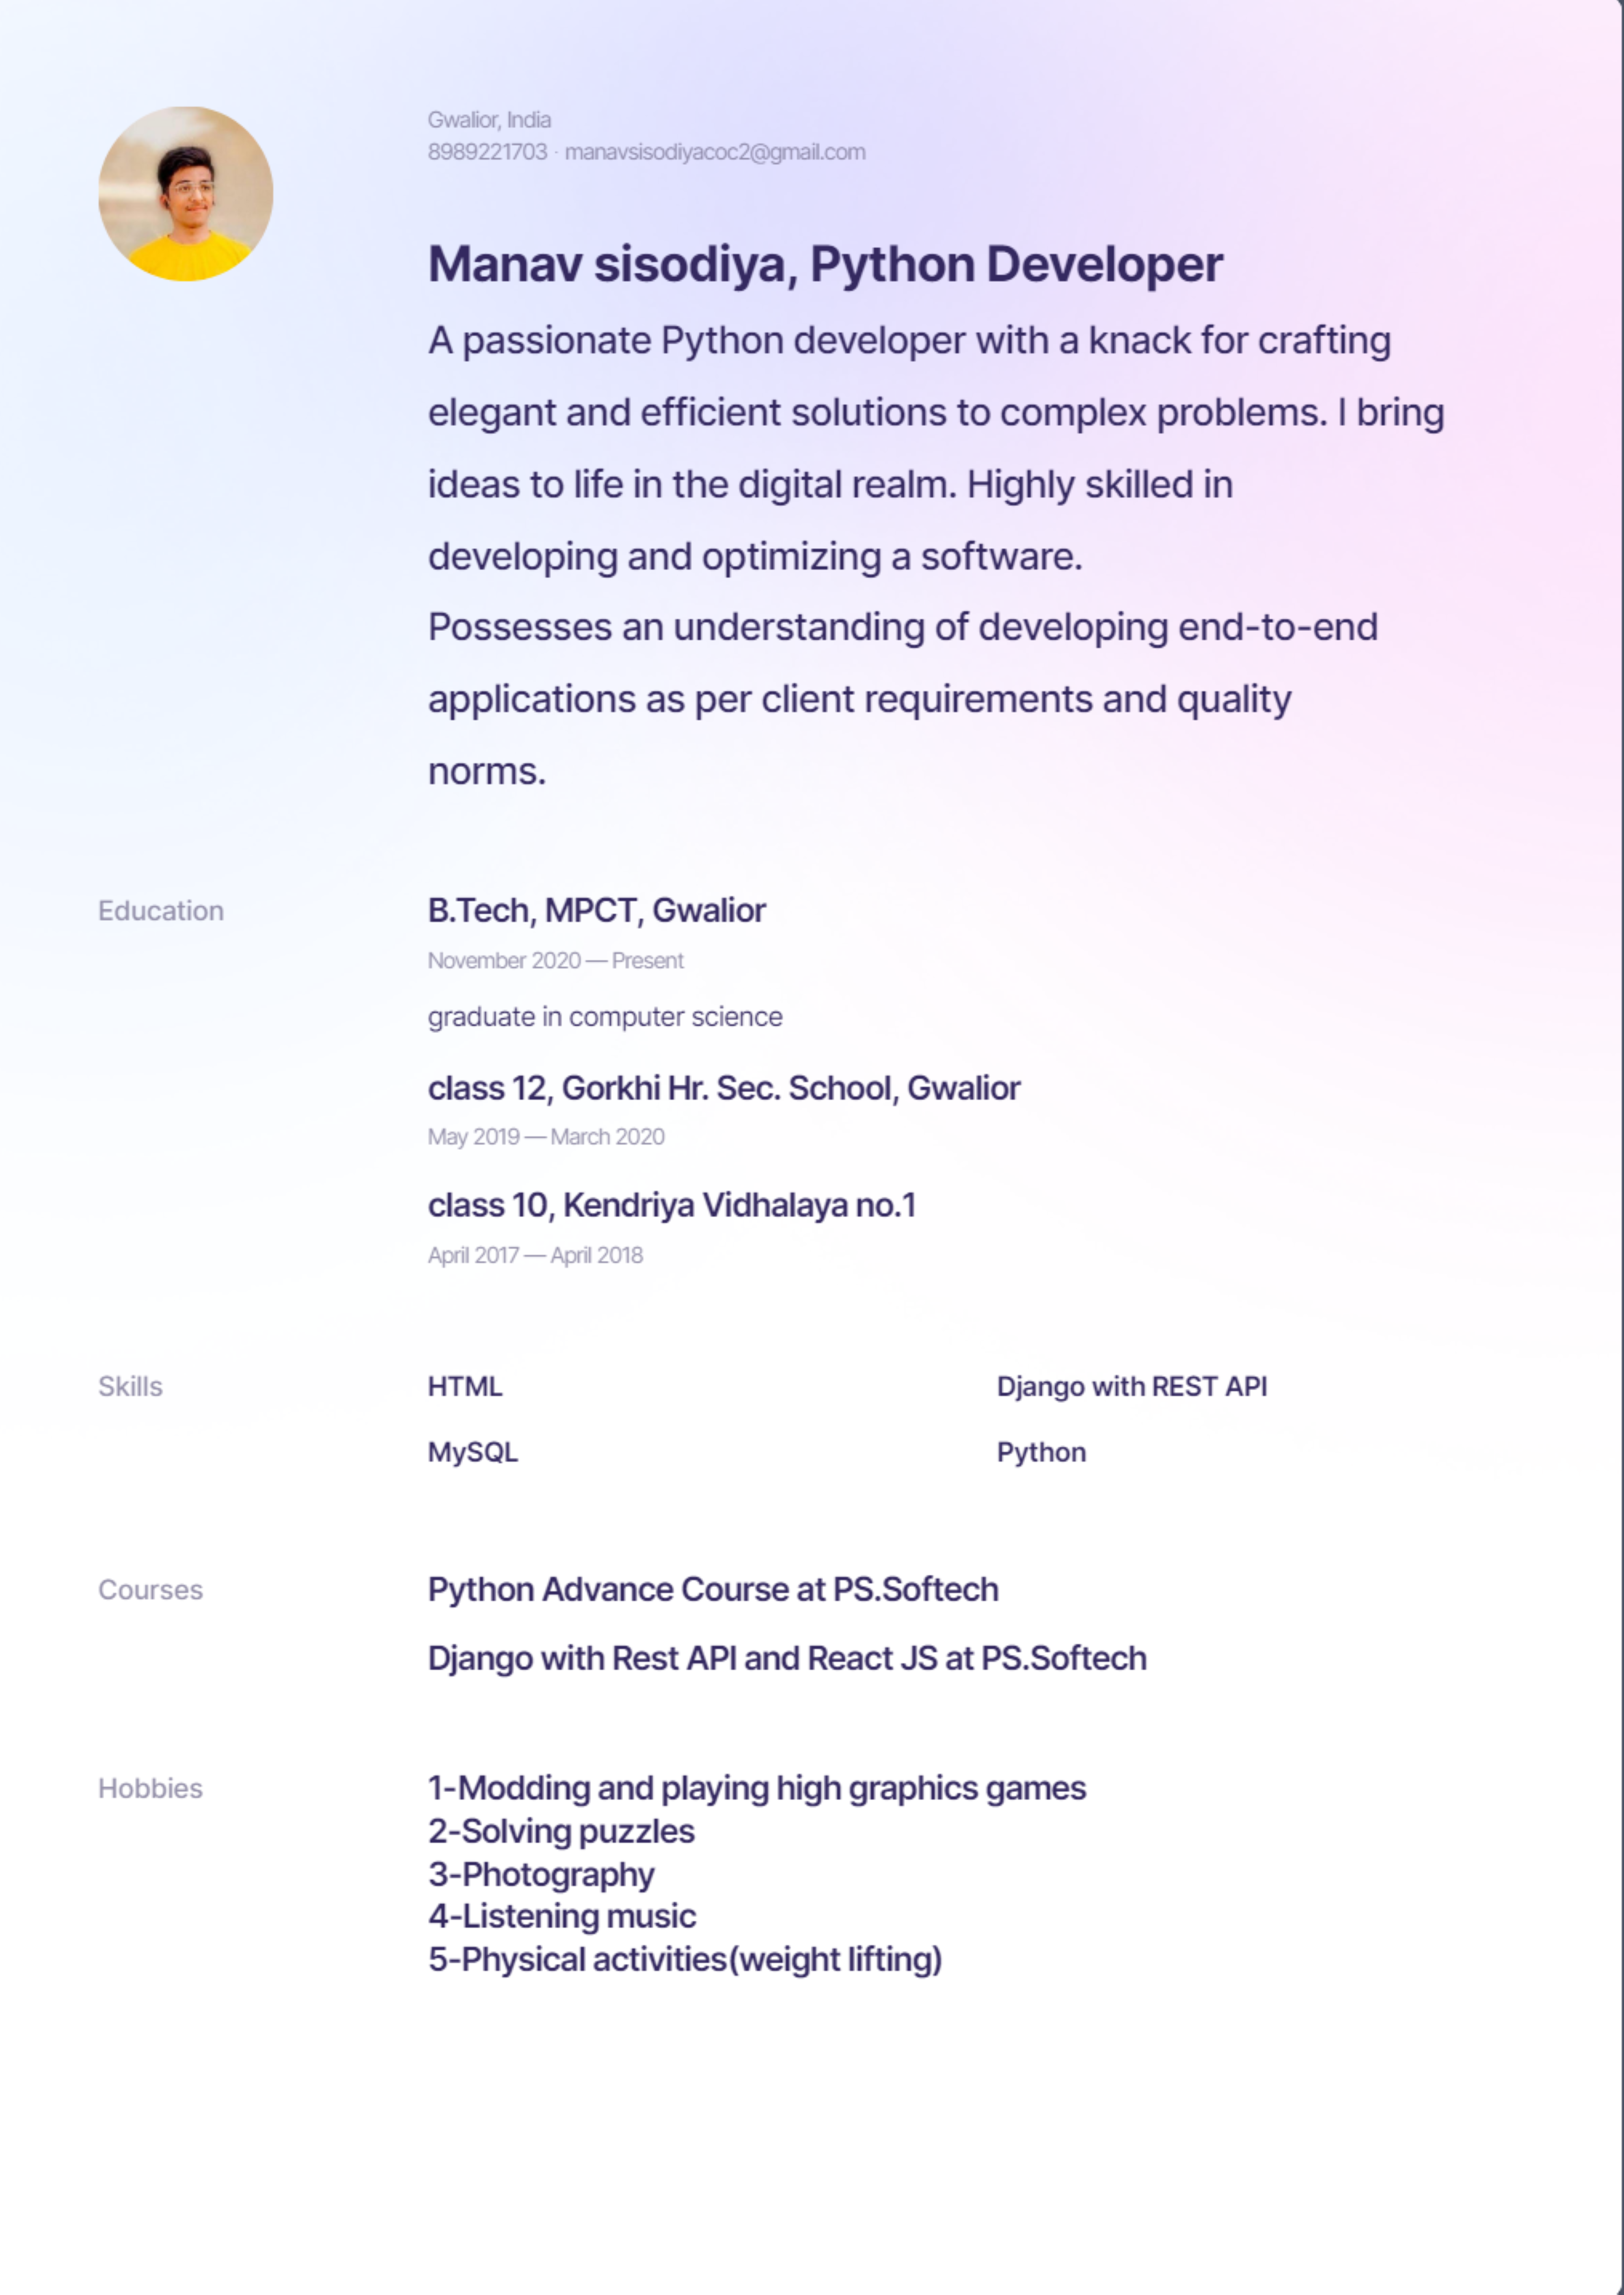 Gwalior, India
8989221703 · manavsisodiyacoc2@gmail.com
Manav sisodiya, Python Developer
A passionate Python developer with a knack for crafting
elegant and efficient solutions to complex problems. I bring
ideas to life in the digital realm. Highly skilled in
developing and optimizing a software.
Possesses an understanding of developing end-to-end
applications as per client requirements and quality
norms.
Education
B.Tech, MPCT, Gwalior
November 2020 — Present
graduate in computer science
class 12, Gorkhi Hr. Sec. School, Gwalior
May 2019 — March 2020
class 10, Kendriya Vidhalaya no.1
April 2017 — April 2018
Skills
HTML
Django with REST API
MySQL
Python
Courses
Python Advance Course at PS.Softech
Django with Rest API and React JS at PS.Softech
Hobbies
1-Modding and playing high graphics games
2-Solving puzzles
3-Photography
4-Listening music
5-Physical activities(weight lifting)